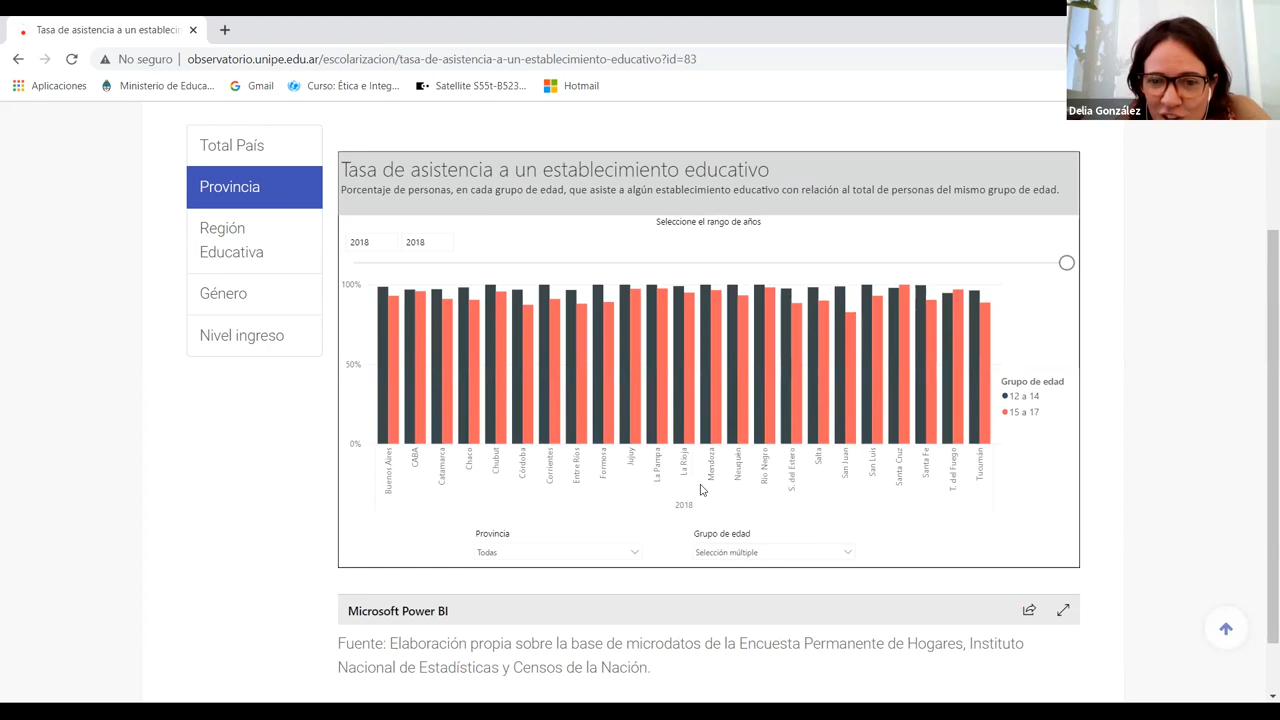 Tasa de asistencia a un establecin
No seguro
observatorio.unipe.edu.ar/escolarizacion/tasa-de-asistencia-a-un-establecimiento-educativo?id=83
Aplicaciones
Ministerio de Educa...
Gmail
Curso: Ética e Integ...
Satellite S55t-B523...
Hotmail
Delia González
Total País
Provincia
Región
Educativa
Género
Nivel ingreso
Tasa de asistencia a un establecimiento educativo
Porcentaje de personas, en cada grupo de edad, que asiste a algún establecimiento educativo con relación al total de personas del mismo grupo de edad.
Seleccione el rango de años
2018 2018
100%
50%
0%
Buenos Aires
CABA
Catamarca
Chaco
Chubut
Córdoba
Corrientes
Entre Ríos
Formosa
Jujuy
La Pampa
La Rioja
Mendoza
Neuquén
Río Negro
S. del Estero
Salta
San Juan
San Luis
Santa Cruz
Santa Fe
T. del Fuego
Tucumán
2018
Grupo de edad
12 a 14
15 a 17
Provincia
Todas
Grupo de edad
Selección múltiple
Microsoft Power BI
Fuente: Elaboración propia sobre la base de microdatos de la Encuesta Permanente de Hogares, Instituto
Nacional de Estadísticas y Censos de la Nación.